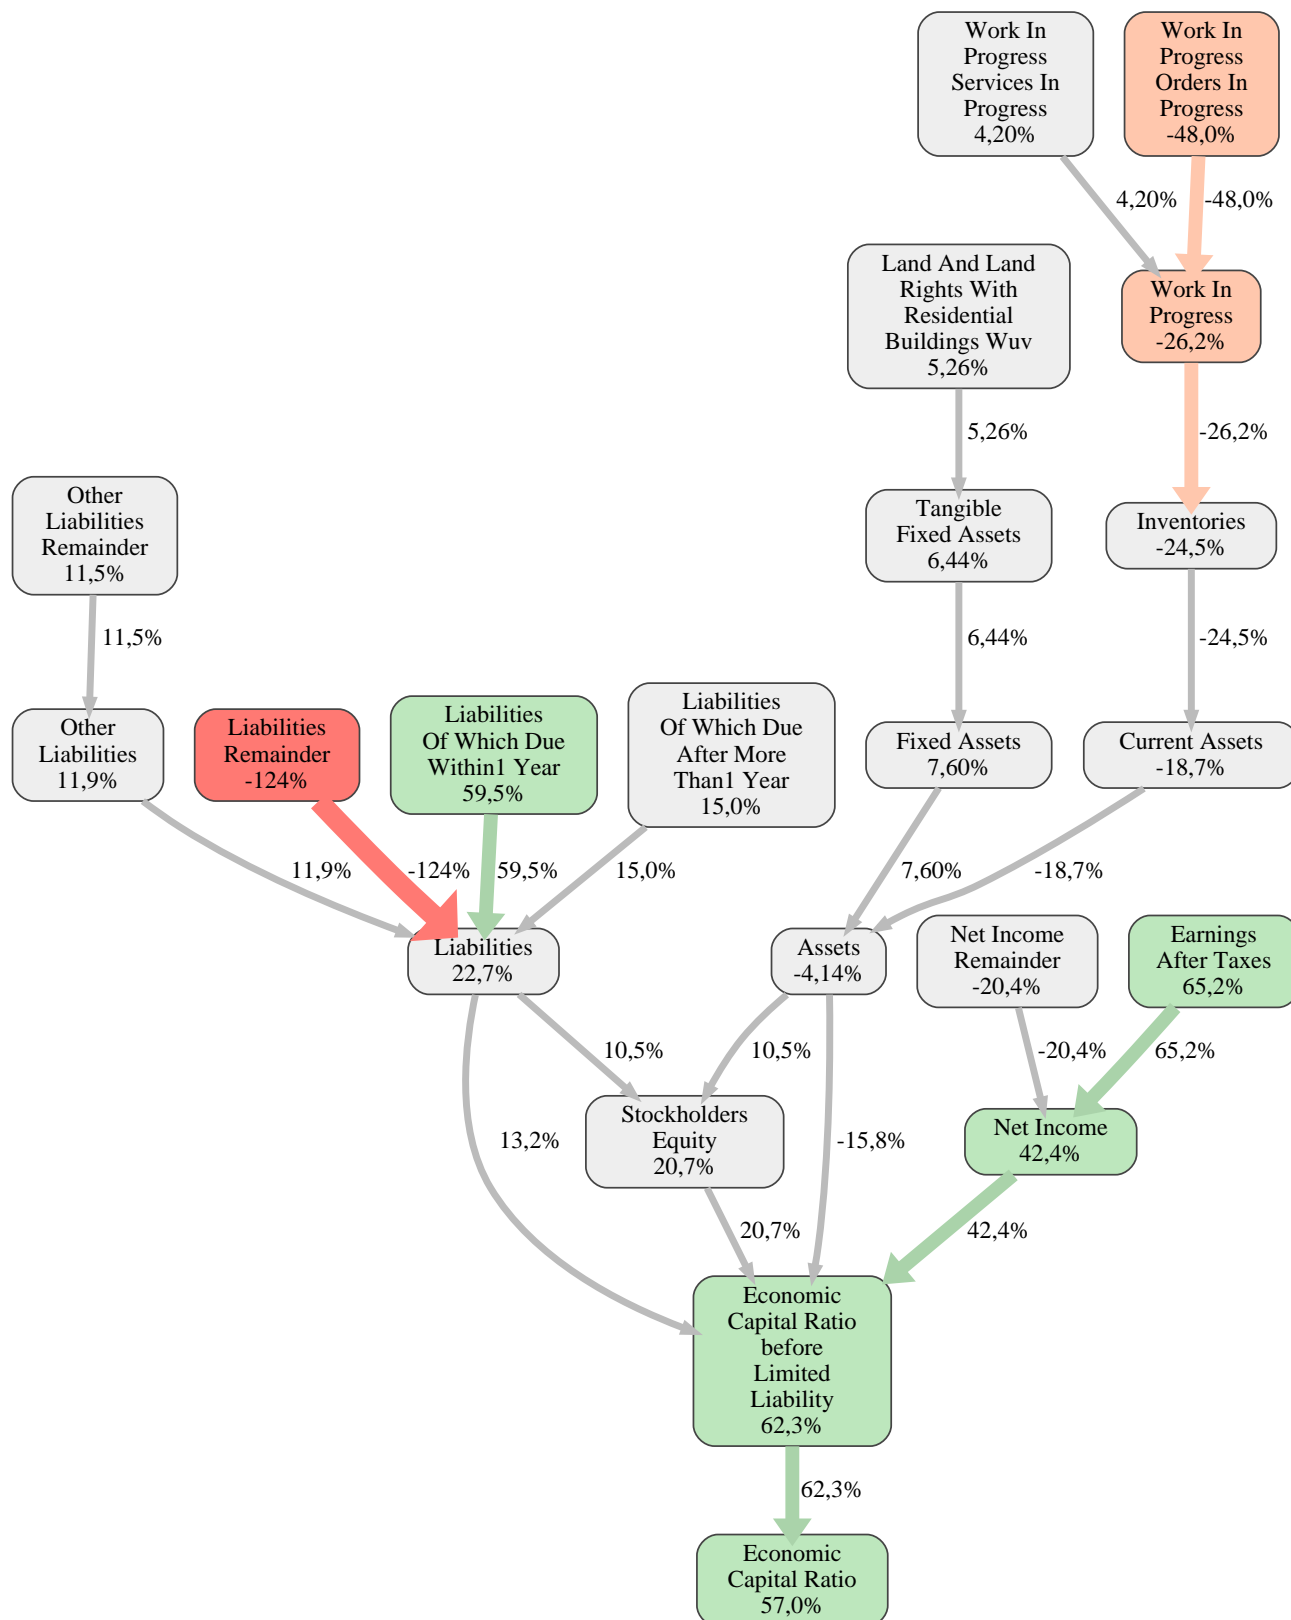 Work In
Progress
Services In
Progress
4,20%
Work In
Progress
Orders In
Progress
-48,0%
4,20%
-48,0%
Land And Land
Rights With
Residential
Buildings Wuv
5,26%
Work In
Progress
-26,2%
5,26%
-26,2%
Other
Liabilities
Remainder
11,5%
Tangible
Fixed Assets
6,44%
Inventories
-24,5%
11,5%
6,44%
-24,5%
Other
Liabilities
11,9%
Liabilities
Remainder
-124%
Liabilities
Of Which Due
Within1 Year
59,5%
Liabilities
Of Which Due
After More
Than1 Year
15,0%
Fixed Assets
7,60%
Current Assets
-18,7%
11,9%
-124%
59,5%
15,0%
7,60%
-18,7%
Liabilities
22,7%
Assets
-4,14%
Net Income
Remainder
-20,4%
Earnings
After Taxes
65,2%
10,5%
10,5%
-20,4%
65,2%
13,2%
Stockholders
Equity
20,7%
-15,8%
Net Income
42,4%
20,7%
42,4%
Economic
Capital Ratio
before
Limited
Liability
62,3%
62,3%
Economic
Capital Ratio
57,0%